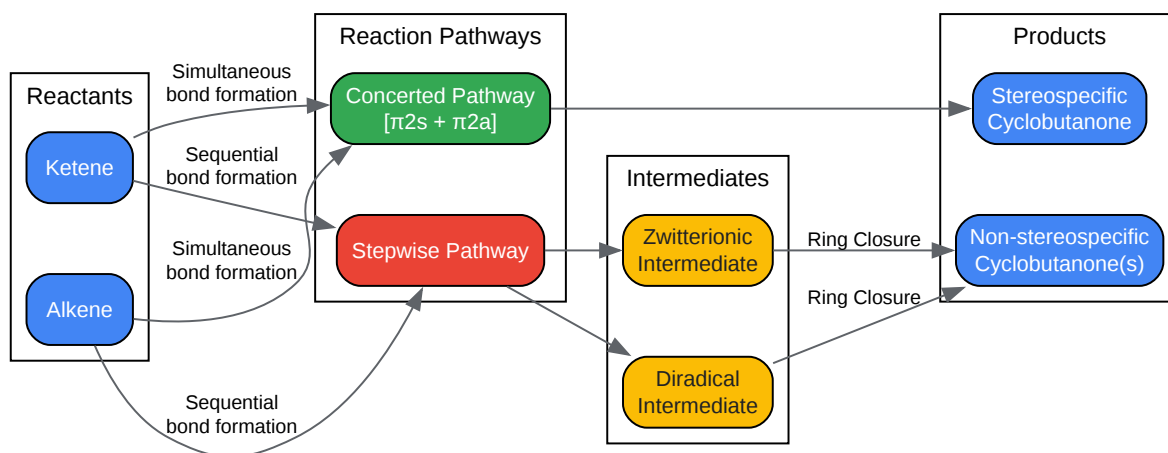 Reactants
Ketene
Alkene
Simultaneous
bond formation
Sequential
bond formation
Simultaneous
bond formation
Sequential
bond formation
Reaction Pathways
Concerted Pathway
[π2s + π2a]
Stepwise Pathway
Intermediates
Zwitterionic
Intermediate
Diradical
Intermediate
Ring Closure
Ring Closure
Products
Stereospecific
Cyclobutanone
Non-stereospecific
Cyclobutanone(s)